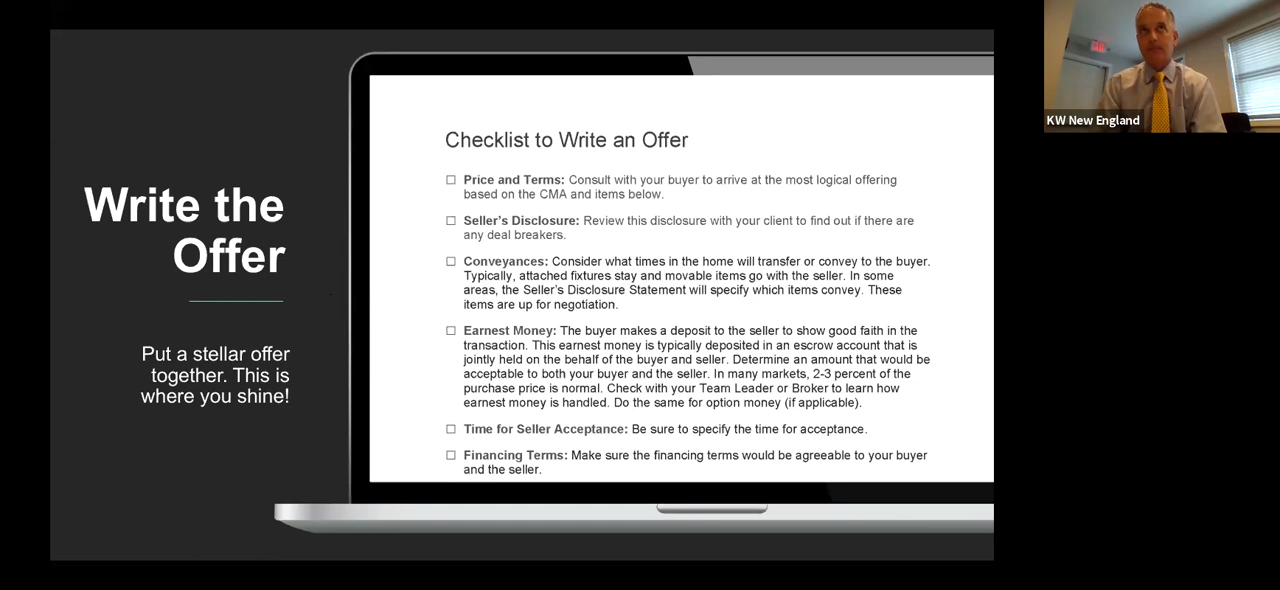 Write the
Offer
Put a stellar offer
together. This is
where you shine!
Checklist to Write an Offer
Price and Terms: Consult with your buyer to arrive at the most logical offering
based on the CMA and items below.
Seller's Disclosure: Review this disclosure with your client to find out if there are
any deal breakers.
Conveyances: Consider what times in the home will transfer or convey to the buyer.
Typically, attached fixtures stay and movable items go with the seller. In some
areas, the Seller's Disclosure Statement will specify which items convey. These
items are up for negotiation.
Earnest Money: The buyer makes a deposit to the seller to show good faith in the
transaction. This earnest money is typically deposited in an escrow account that is
jointly held on the behalf of the buyer and seller. Determine an amount that would be
acceptable to both your buyer and the seller. In many markets, 2-3 percent of the
purchase price is normal. Check with your Team Leader or Broker to learn how
earnest money is handled. Do the same for option money (if applicable).
Time for Seller Acceptance: Be sure to specify the time for acceptance.
Financing Terms: Make sure the financing terms would be agreeable to your buyer
and the seller.
KW New England